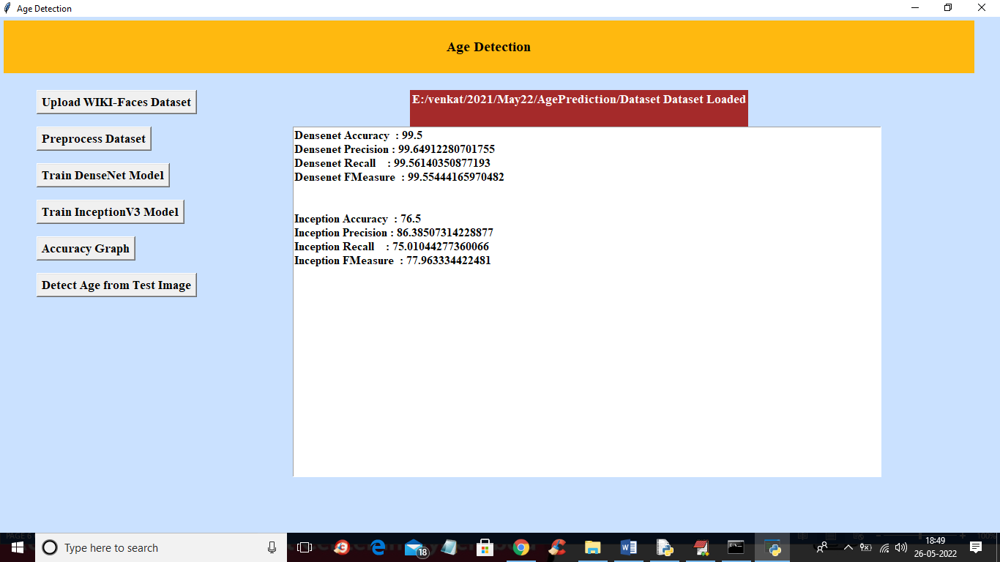 Age Detection
Age Detection
Upload WIKI-Faces Dataset
E:/venkat/2021/May22/AgePrediction/Dataset Dataset Loaded
Preprocess Dataset
Train DenseNet Model
Train InceptionV3 Model
Accuracy Graph
Detect Age from Test Image
Densenet Accuracy : 99.5
Densenet Precision : 99.64912280701755
Densenet Recall : 99.56140350877193
Densenet FMeasure : 99.55444165970482
Inception Accuracy : 76.5
Inception Precision : 86.38507314228877
Inception Recall : 75.01044277360066
Inception FMeasure : 77.963334422481
Type here to search
18
100%
18:49
26-05-2022